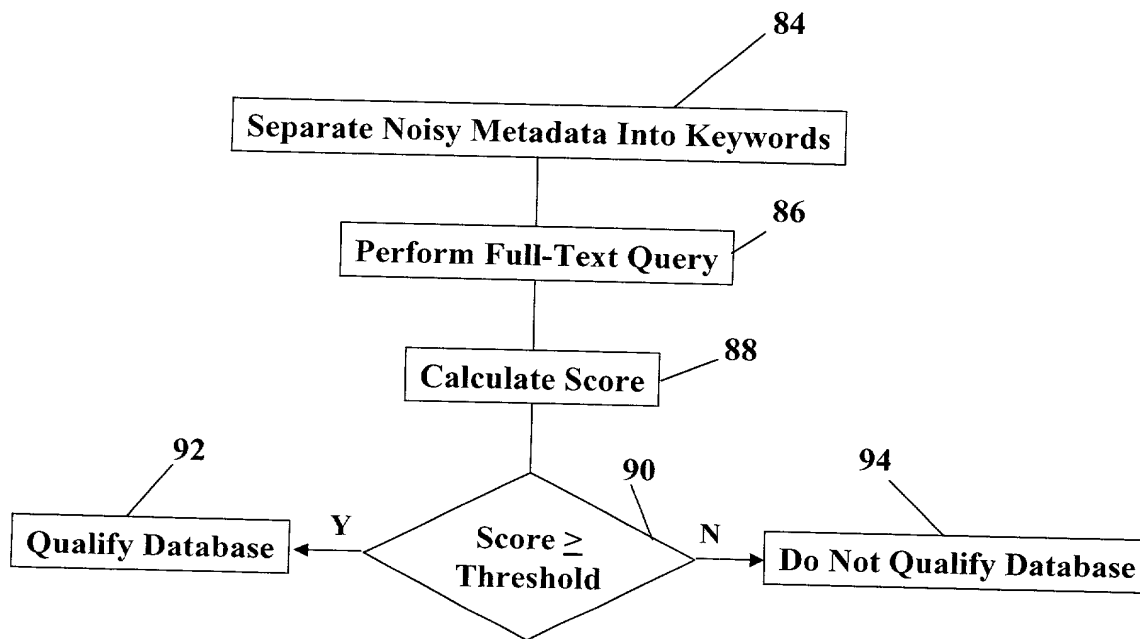 84
Separate Noisy Metadata Into Keywords
86
Perform Full-Text Query
88
Calculate Score
92
90
94
Y
N
Qualify Database
Score ≥
Threshold
Do Not Qualify Database